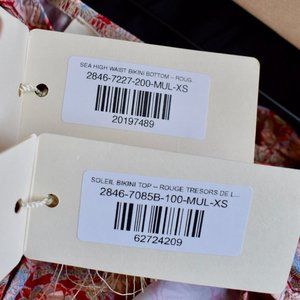 SEA HIGH WAIST BIKINI BOTTOM – ROUG...
2846-7227-200-MUL-XS
20197489
SOLEIL BIKINI TOP – ROUGE TRESORS DE L...
2846-7085B-100-MUL-XS
62724209